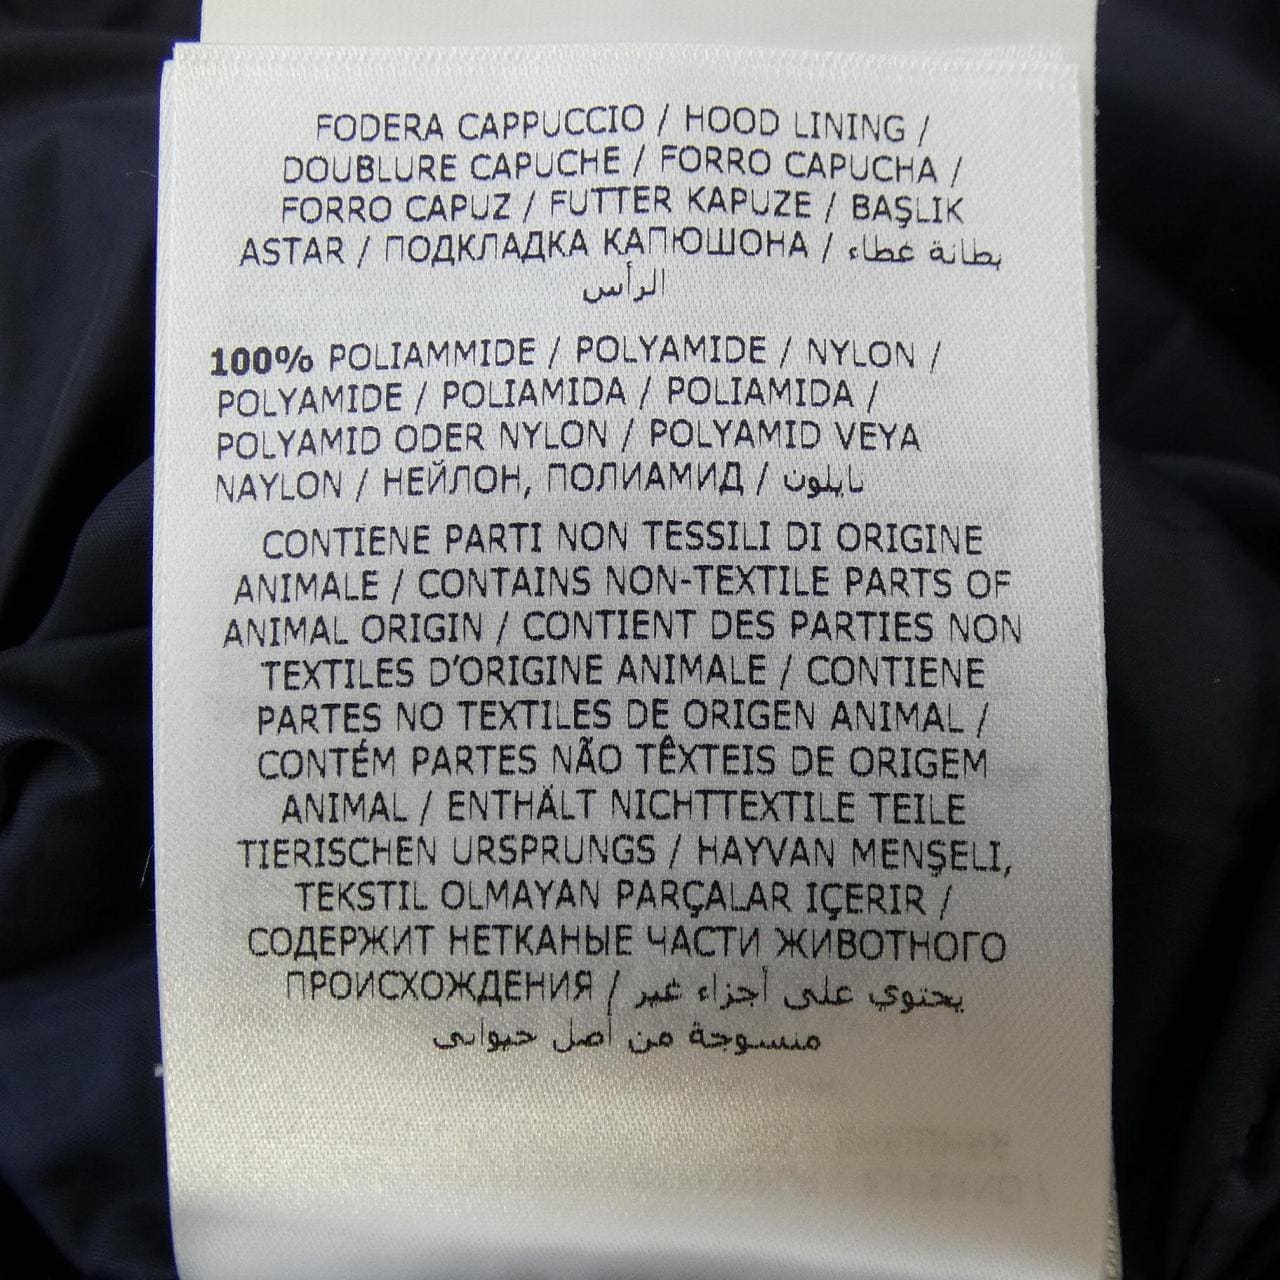 FODERA CAPPUCCIO / HOOD LINING /
DOUBLURE CAPUCHE / FORRO CAPUCHA /
FORRO CAPUZ / FUTTER KAPUZE / BAŞLIK
ASTAR / ПОДКЛАДКА КАПЮШОНА / بطانة غطاء
الرأس
100% POLIAMMIDE / POLYAMIDE / NYLON /
POLYAMIDE / POLIAMIDA / POLIAMIDA /
POLYAMID ODER NYLON / POLYAMID VEYA
NAYLON / НЕЙЛОН, ПОЛИАМИД / نايلون
CONTIENE PARTI NON TESSILI DI ORIGINE
ANIMALE / CONTAINS NON-TEXTILE PARTS OF
ANIMAL ORIGIN / CONTIENT DES PARTIES NON
TEXTILES D'ORIGINE ANIMALE / CONTIENE
PARTES NO TEXTILES DE ORIGEN ANIMAL /
CONTÉM PARTES NÃO TÊXTEIS DE ORIGEM
ANIMAL / ENTHÄLT NICHTTEXTILE TEILE
TIERISCHEN URSPRUNGS / HAYVAN MENŞELI,
TEKSTIL OLMAYAN PARÇALAR IÇERIR /
СОДЕРЖИТ НЕТКАНЫЕ ЧАСТИ ЖИВОТНОГО
ПРОИСХОЖДЕНИЯ / يحتوي على أجزاء غير
منسوجة من أصل حيواني